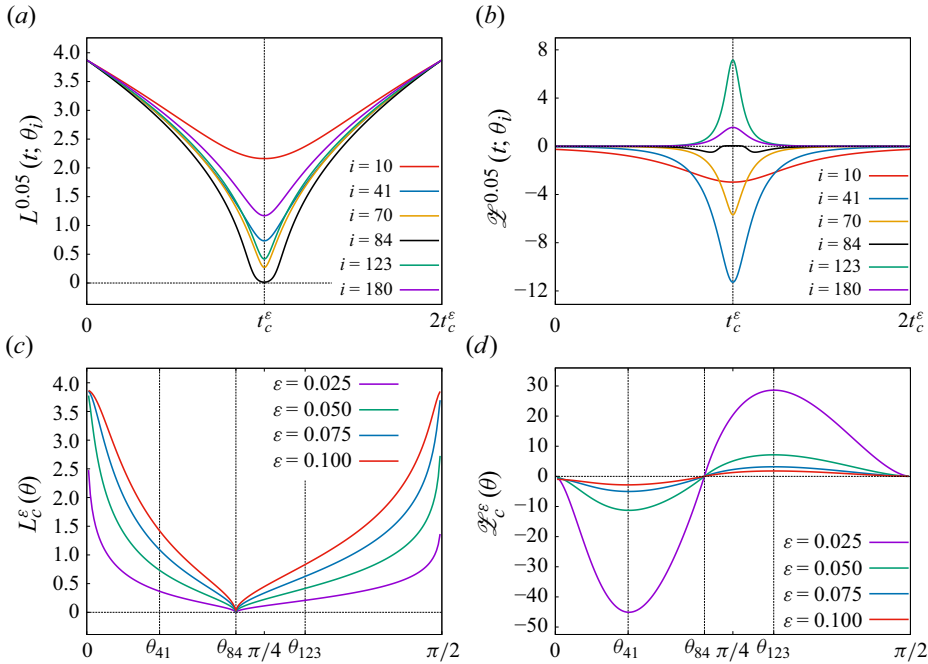 (a)
L^{0.05} (t; θ_i)
4.0
3.5
3.0
2.5
2.0
1.5
1.0
0.5
0
i = 10
i = 41
i = 70
i = 84
i = 123
i = 180
0
t_c^ε
2t_c^ε
(b)
𝒵^{0.05} (t; θ_i)
8
4
0
−4
−8
−12
i = 10
i = 41
i = 70
i = 84
i = 123
i = 180
0
t_c^ε
2t_c^ε
(c)
L_c^ε (θ)
4.0
3.5
3.0
2.5
2.0
1.5
1.0
0.5
0
ε = 0.025
ε = 0.050
ε = 0.075
ε = 0.100
0
θ_41
θ_84
π/4
θ_123
π/2
(d)
𝒵_c^ε (θ)
30
20
10
0
−10
−20
−30
−40
−50
ε = 0.025
ε = 0.050
ε = 0.075
ε = 0.100
0
θ_41
θ_84
π/4
θ_123
π/2